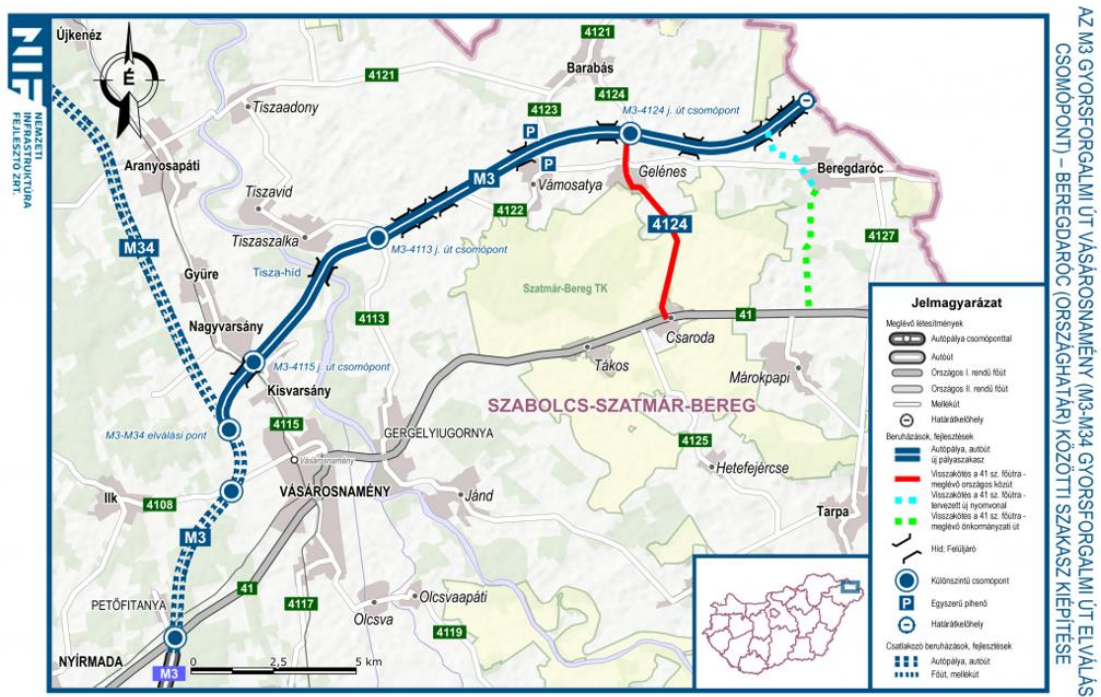 AZ M3 GYORSFORGALMI ÚT VÁSÁROSNAMÉNY (M3-M34 GYORSFORGALMI ÚT ELVÁLÁS
CSOMÓPONT) – BEREGDARÓC (ORSZÁGHATÁR) KÖZÖTTI SZAKASZ KIÉPÍTÉSE
NIF
NEMZETI
INFRASTRUKTÚRA
FEJLESZTŐ ZRT.
Újkenéz
É
4121
4121
Barabás
Tiszaadony
4124
4123
M3-4124 j. út csomópont
P
P
Aranyosapáti
M3
Vámosatya
Gelénes
Beregdaróc
Tiszavid
4122
4124
4127
M34
Tiszaszalka
M3-4113 j. út csomópont
Tisza-híd
Gyüre
Szatmár-Bereg TK
4113
41
Nagyvarsány
Csaroda
M3-4115 j. út csomópont
Tákos
Márokpapi
Kisvarsány
SZABOLCS-SZATMÁR-BEREG
4115
M3-M34 elválási pont
GERGELYIUGORNYA
4125
Vásárosnamény
Hetefejércse
VÁSÁROSNAMÉNY
Jánd
Ilk
4108
Tarpa
M3
41
PETŐFITANYA
4117
Olcsvaapáti
Olcsva
4119
NYÍRMADA
M3
0 2,5 5 km
Jelmagyarázat
Meglévő létesítmények
Autópálya csomóponttal
Autóút
Országos I. rendű főút
Országos II. rendű főút
Mellékút
Határátkelőhely
Beruházások, fejlesztések
Autópálya, autóút
új pályaszakasz
Visszakötés a 41 sz. főútra -
meglévő országos közút
Visszakötés a 41 sz. főútra -
tervezett új nyomvonal
Visszakötés a 41 sz. főútra -
meglévő önkormányzati út
Híd; Felüljáró
Különszintű csomópont
P
Egyszerű pihenő
Határátkelőhely
Csatlakozó beruházások, fejlesztések
Autópálya, autóút
Főút, mellékút